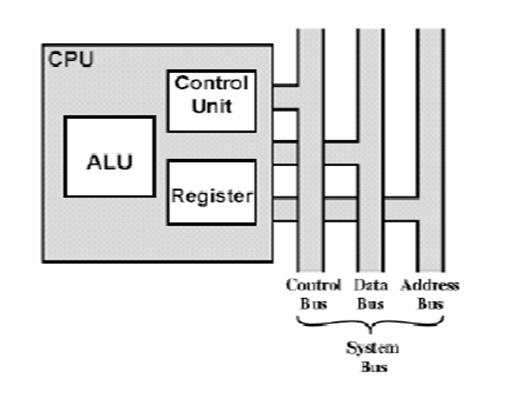 CPU
Control
Unit
ALU
Register
Control Data Address
Bus Bus Bus
System
Bus